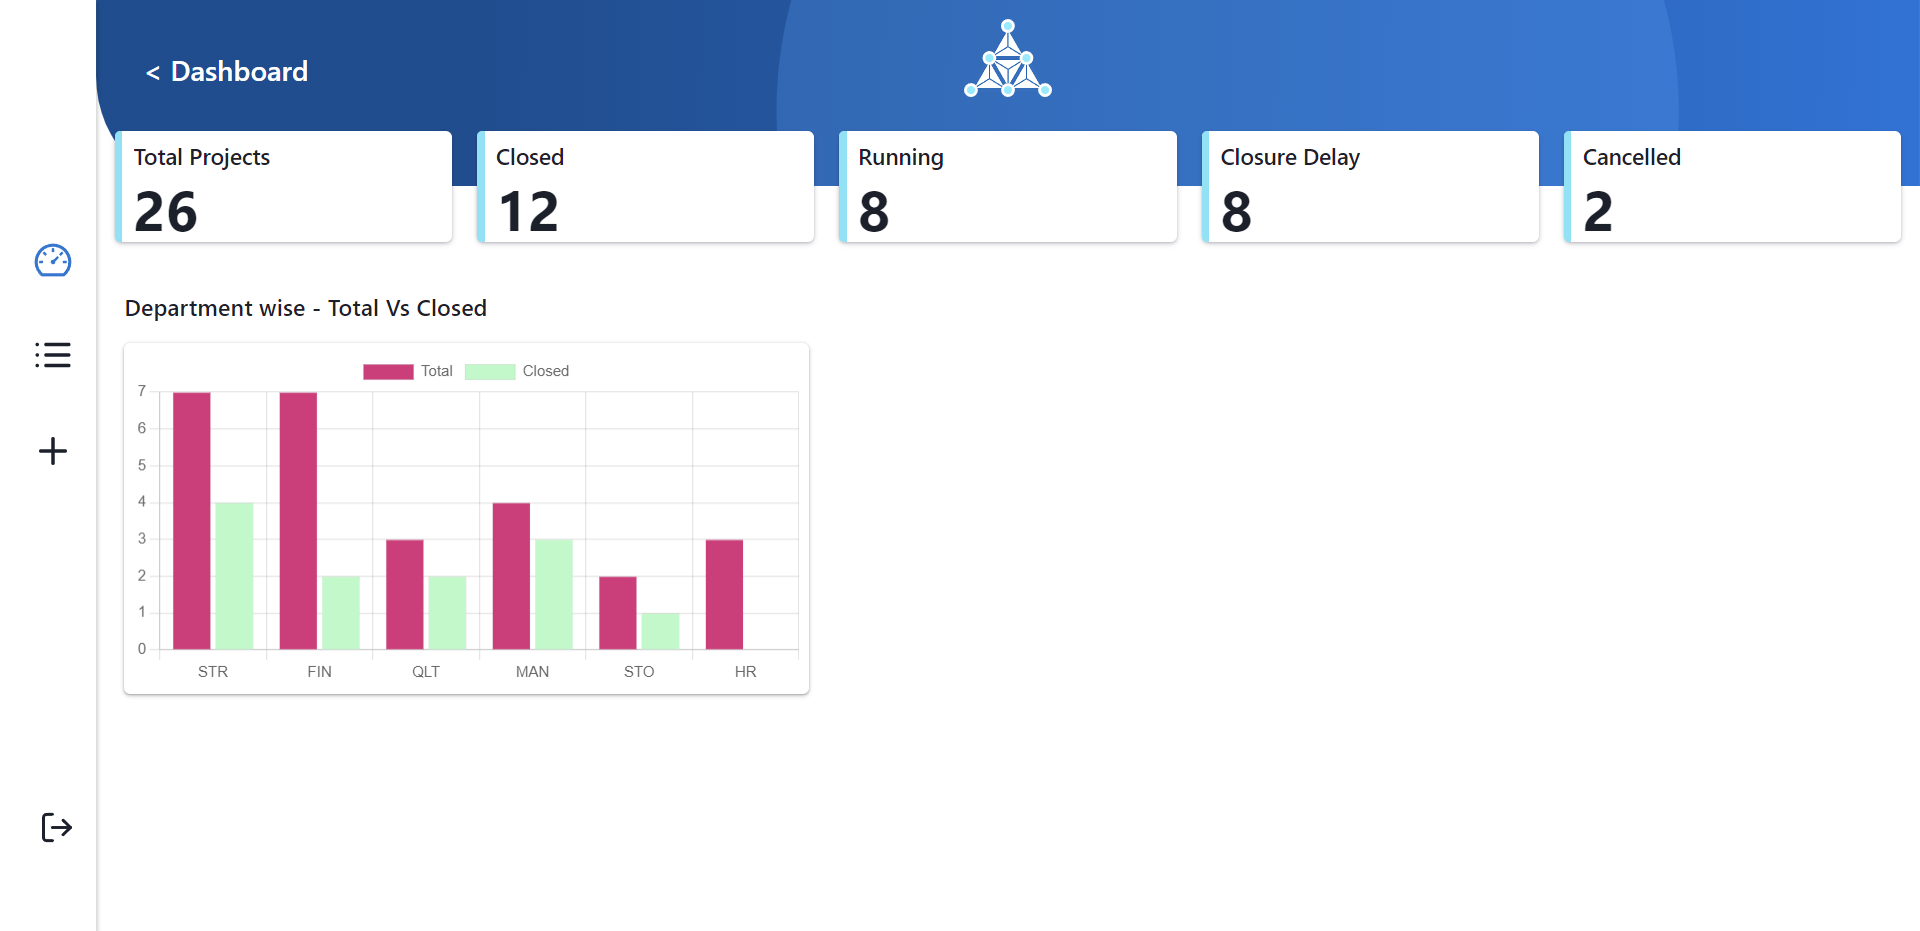 < Dashboard
Total Projects
26
Closed
12
Running
8
Closure Delay
8
Cancelled
2
Department wise - Total Vs Closed
Total Closed
7
6
5
4
3
2
1
0
STR FIN QLT MAN STO HR